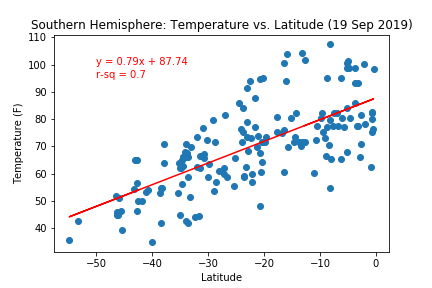 Southern Hemisphere: Temperature vs. Latitude (19 Sep 2019)
110
y = 0.79x + 87.74
100
r-sq = 0.7
90
80
70
60
50
40
Temperature (F)
−50
−40
−30
−20
−10
0
Latitude